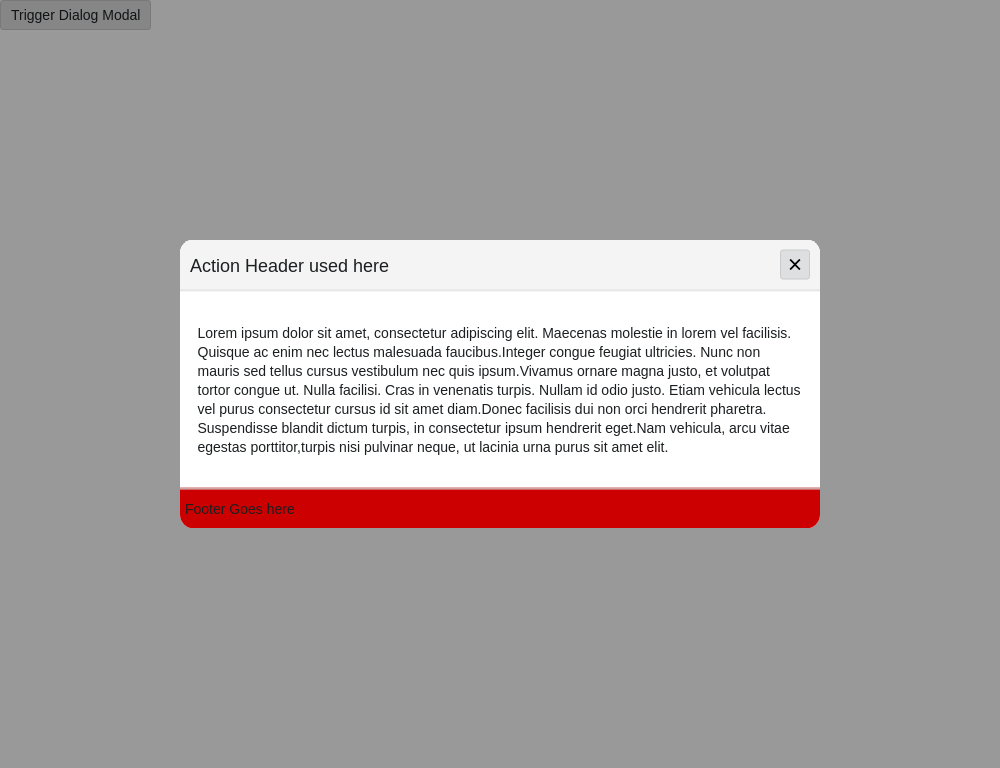 Trigger Dialog Modal
Action Header used here
Lorem ipsum dolor sit amet, consectetur adipiscing elit. Maecenas molestie in lorem vel facilisis.
Quisque ac enim nec lectus malesuada faucibus.Integer congue feugiat ultricies. Nunc non
mauris sed tellus cursus vestibulum nec quis ipsum.Vivamus ornare magna justo, et volutpat
tortor congue ut. Nulla facilisi. Cras in venenatis turpis. Nullam id odio justo. Etiam vehicula lectus
vel purus consectetur cursus id sit amet diam.Donec facilisis dui non orci hendrerit pharetra.
Suspendisse blandit dictum turpis, in consectetur ipsum hendrerit eget.Nam vehicula, arcu vitae
egestas porttitor,turpis nisi pulvinar neque, ut lacinia urna purus sit amet elit.
Footer Goes here